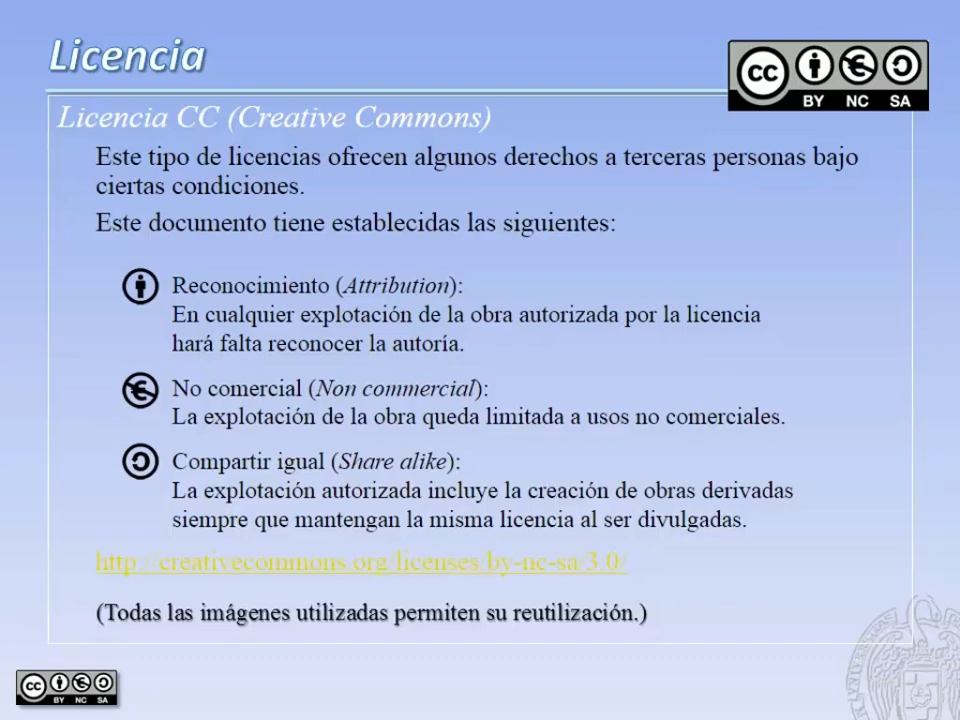 Licencia
cc
BY NC SA
Licencia CC (Creative Commons)
Este tipo de licencias ofrecen algunos derechos a terceras personas bajo
ciertas condiciones.
Este documento tiene establecidas las siguientes:
Reconocimiento (Attribution):
En cualquier explotación de la obra autorizada por la licencia
hará falta reconocer la autoría.
No comercial (Non commercial):
La explotación de la obra queda limitada a usos no comerciales.
Compartir igual (Share alike):
La explotación autorizada incluye la creación de obras derivadas
siempre que mantengan la misma licencia al ser divulgadas.
http://creativecommons.org/licenses/by-nc-sa/3.0/
(Todas las imágenes utilizadas permiten su reutilización.)
cc
BY NC SA